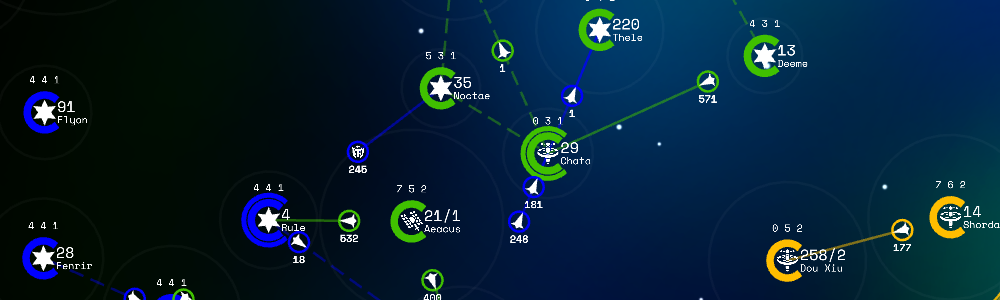 220
Thele
4 3 1
13
Deeme
5 3 1
1
35
Noctae
4 4 1
91
Flyon
571
1
0 3 1
29
Chata
246
181
4 4 1
4
Rule
7 5 2
21/1
Aeacus
248
632
18
7 6 2
14
Shorda
0 5 2
258/2
Dou Xiu
177
4 4 1
28
Fenrir
4 4 1
400